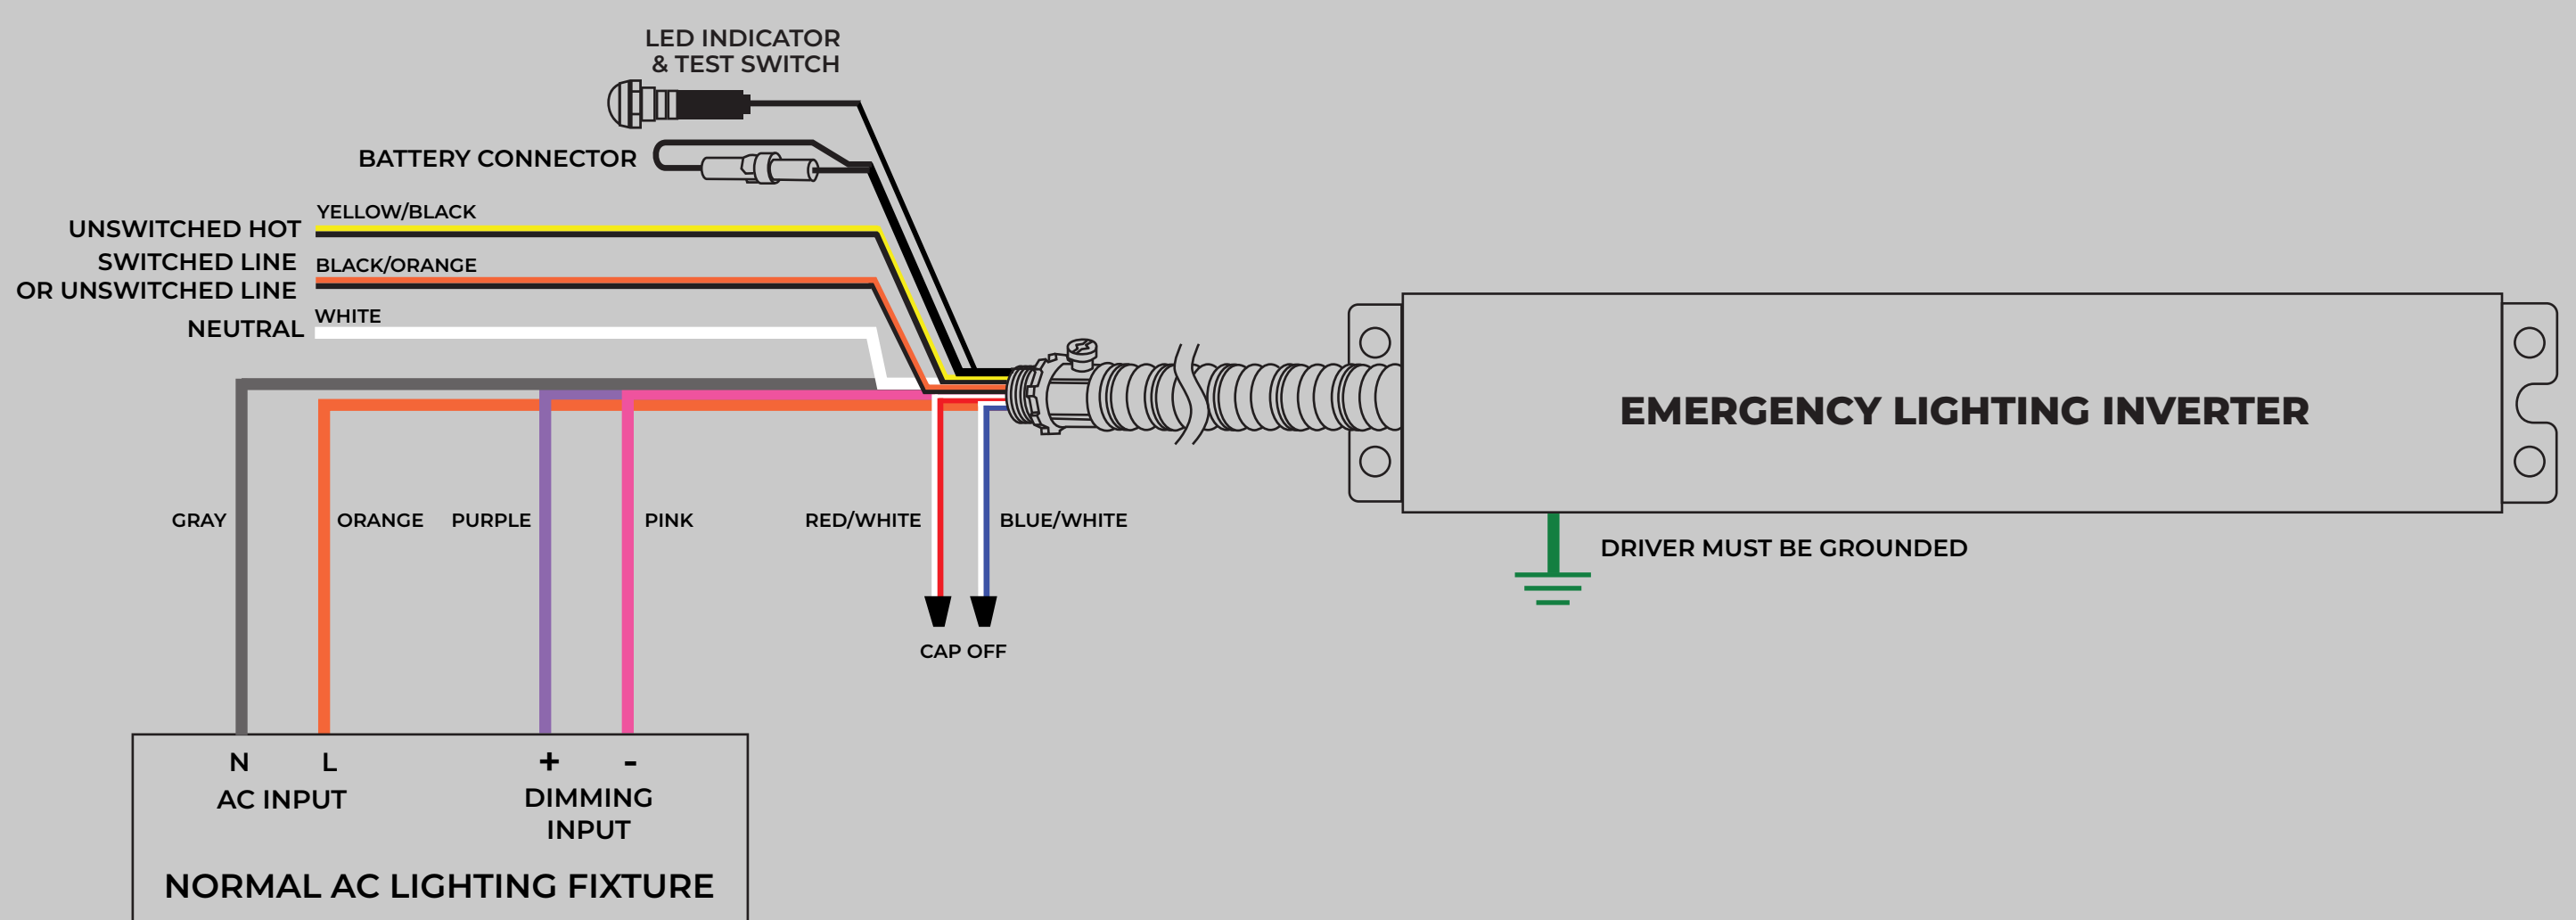 LED INDICATOR
& TEST SWITCH
BATTERY CONNECTOR
YELLOW/BLACK
UNSWITCHED HOT
SWITCHED LINE
OR UNSWITCHED LINE
BLACK/ORANGE
WHITE
NEUTRAL
EMERGENCY LIGHTING INVERTER
GRAY
ORANGE
PURPLE
PINK
RED/WHITE
BLUE/WHITE
DRIVER MUST BE GROUNDED
CAP OFF
N L
AC INPUT
+ -
DIMMING
INPUT
NORMAL AC LIGHTING FIXTURE